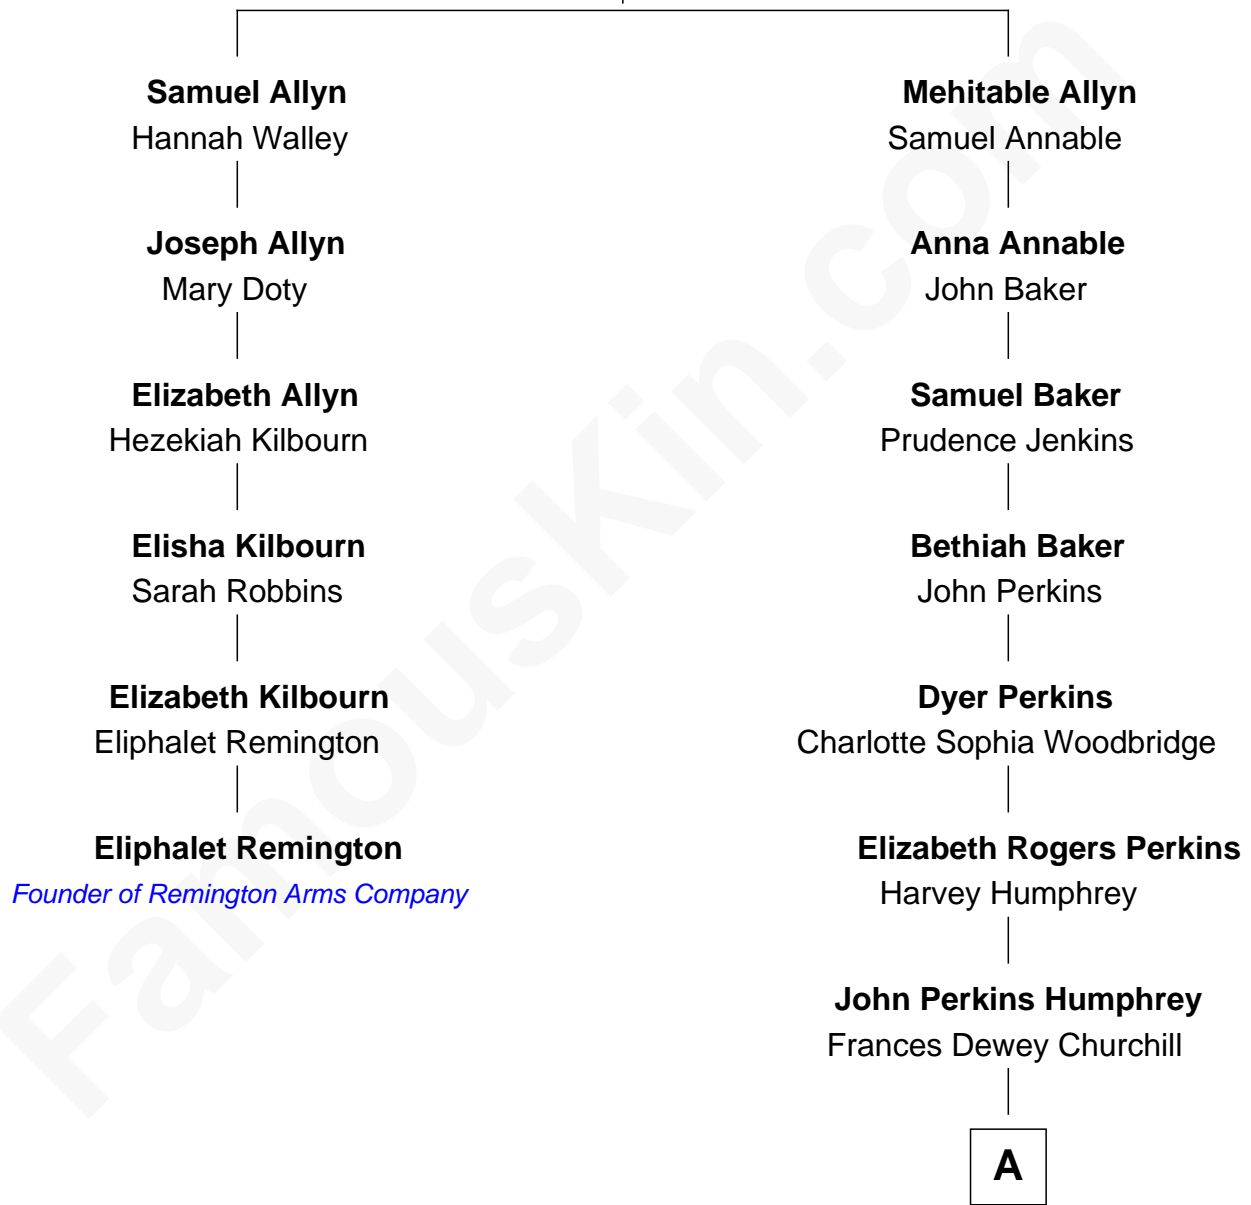 Samuel Allyn
Hannah Walley
Joseph Allyn
Mary Doty
Elizabeth Allyn
Hezekiah Kilbourn
Elisha Kilbourn
Sarah Robbins
Elizabeth Kilbourn
Eliphalet Remington
Eliphalet Remington
Founder of Remington Arms Company
Mehitable Allyn
Samuel Annable
Anna Annable
John Baker
Samuel Baker
Prudence Jenkins
Bethiah Baker
John Perkins
Dyer Perkins
Charlotte Sophia Woodbridge
Elizabeth Rogers Perkins
Harvey Humphrey
John Perkins Humphrey
Frances Dewey Churchill
A
FamousKin.com